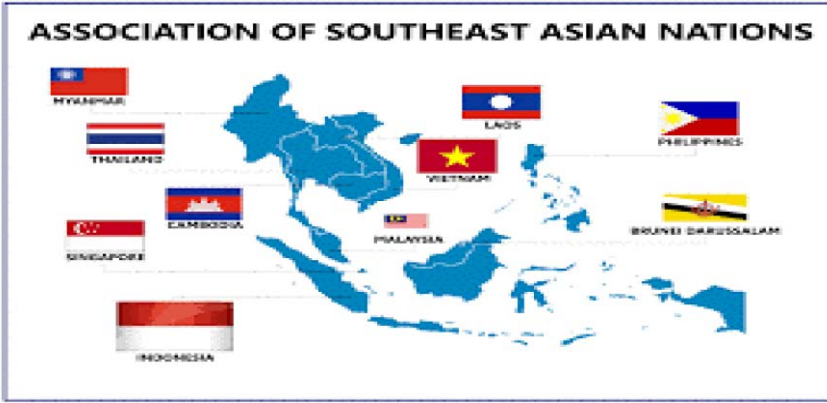 ASSOCIATION OF SOUTHEAST ASIAN NATIONS
MYANMAR
LAOS
PHILIPPINES
THAILAND
VIETNAM
CAMBODIA
MALAYSIA
BRUNEI DARUSSALAM
SINGAPORE
INDONESIA